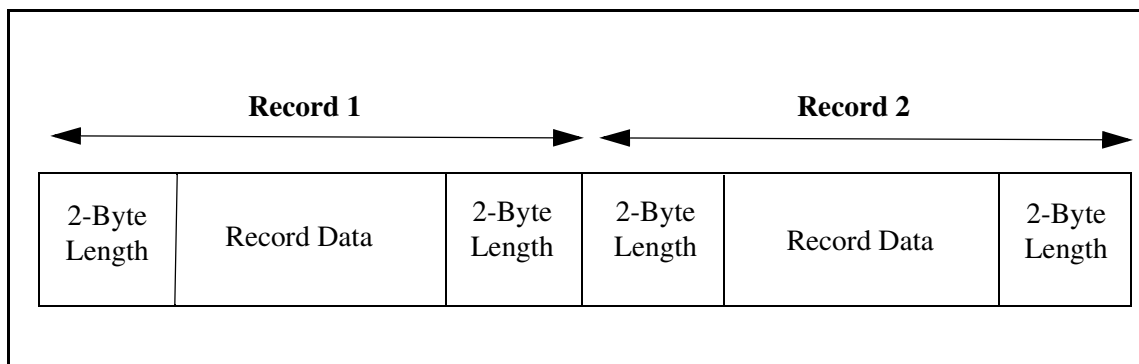 Record 1
Record 2
2-Byte
Length
Record Data
2-Byte
Length
2-Byte
Length
Record Data
2-Byte
Length